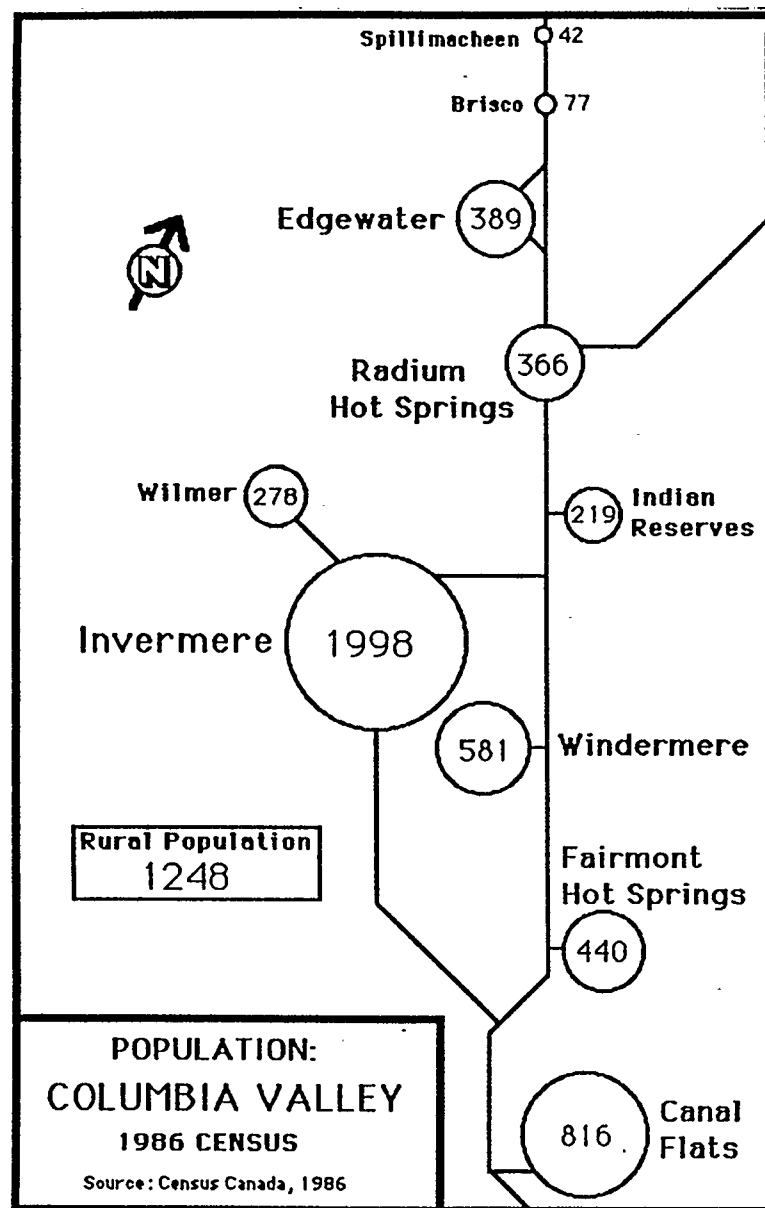 Spillimacheen 42
Brisco 77
Edgewater 389
N
366
Radium
Hot Springs
Wilmer 278
219 Indian
Reserves
Invermere 1998
581 Windermere
Rural Population
1248
Fairmont
Hot Springs
440
POPULATION:
COLUMBIA VALLEY
1986 CENSUS
Source: Census Canada, 1986
816 Canal
Flats